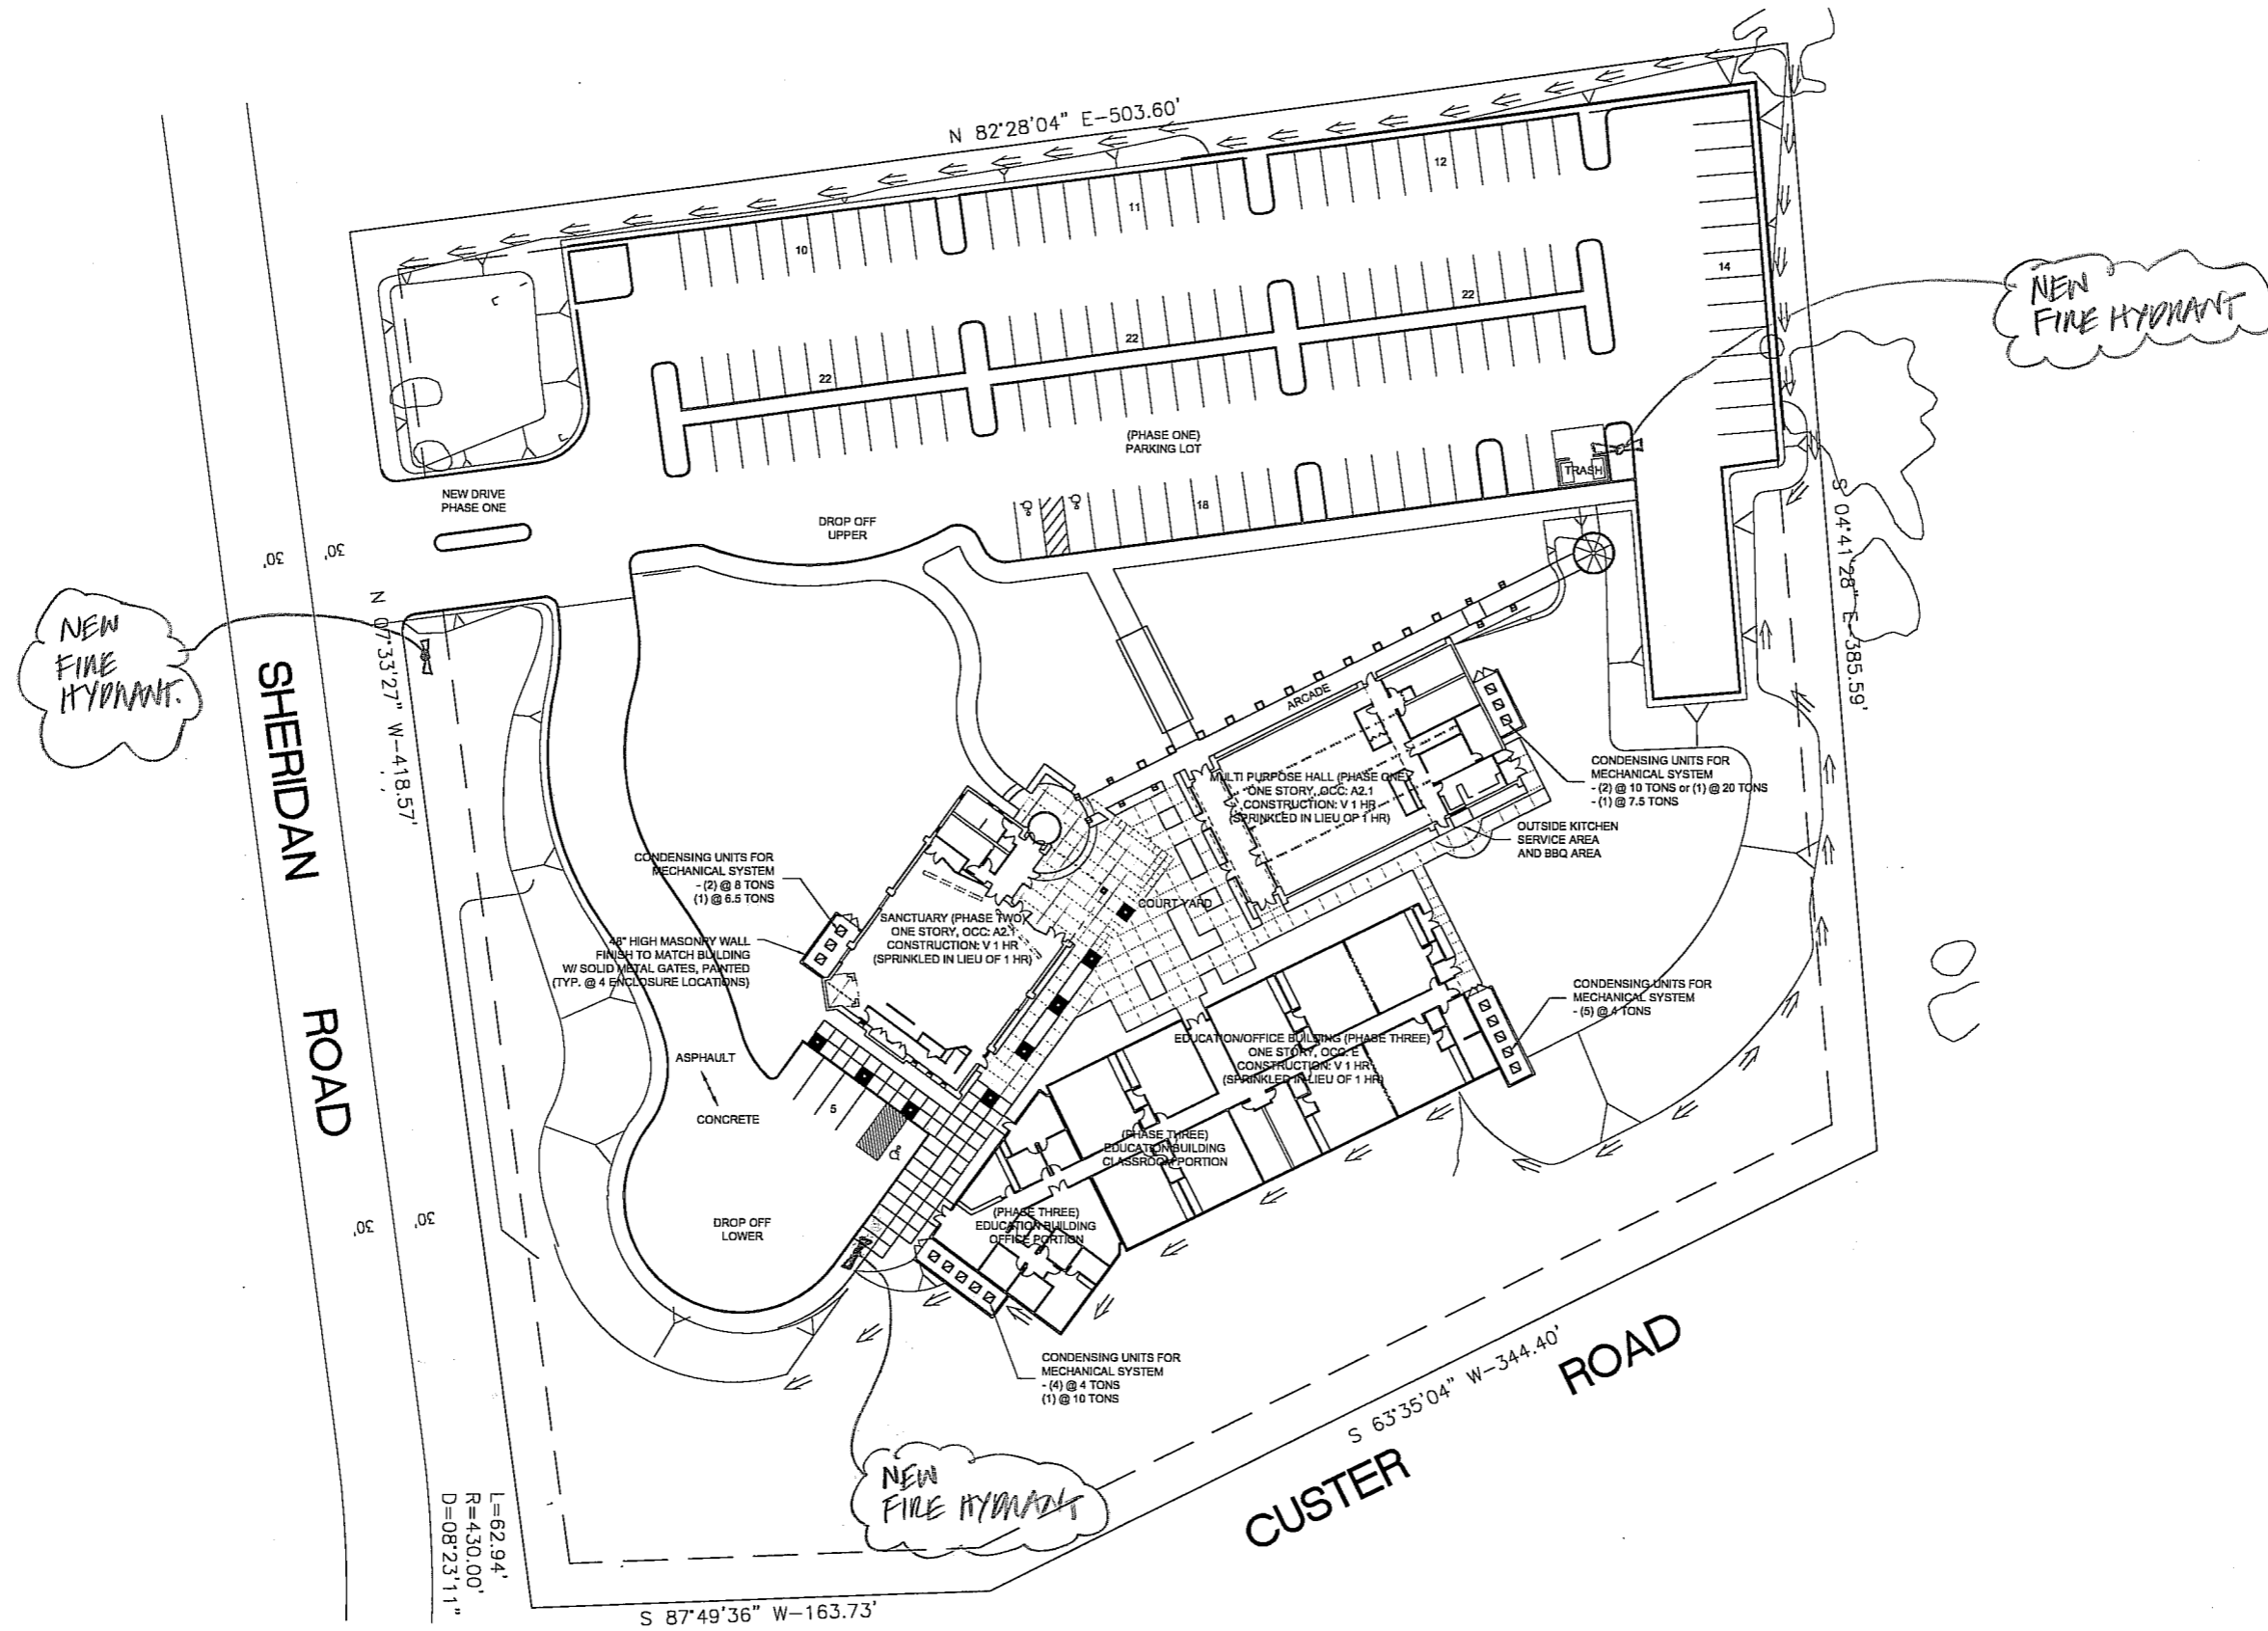 N 82°28'04" E-503.60'
12
11
10
14
22
22
22
NEW
FIRE HYDRANT
(PHASE ONE)
PARKING LOT
TRASH
NEW DRIVE
PHASE ONE
18
DROP OFF
UPPER
30'
30'
S 04°41'28" E-385.59'
N 07°33'27" W-418.57'
NEW
FIRE
HYDRANT.
SHERIDAN ROAD
ARCADE
MULTI PURPOSE HALL (PHASE ONE)
ONE STORY, OCC: A2.1
CONSTRUCTION: V 1 HR
(SPRINKLED IN LIEU OF 1 HR)
CONDENSING UNITS FOR
MECHANICAL SYSTEM
- (2) @ 10 TONS or (1) @ 20 TONS
- (1) @ 7.5 TONS
OUTSIDE KITCHEN
SERVICE AREA
AND BBQ AREA
CONDENSING UNITS FOR
MECHANICAL SYSTEM
- (2) @ 8 TONS
(1) @ 6.5 TONS
COURT YARD
SANCTUARY (PHASE TWO)
ONE STORY, OCC: A2.1
CONSTRUCTION: V 1 HR
(SPRINKLED IN LIEU OF 1 HR)
48" HIGH MASONRY WALL
FINISH TO MATCH BUILDING
W/ SOLID METAL GATES, PAINTED
(TYP. @ 4 ENCLOSURE LOCATIONS)
CONDENSING UNITS FOR
MECHANICAL SYSTEM
- (5) @ 4 TONS
EDUCATION/OFFICE BUILDING (PHASE THREE)
ONE STORY, OCC: E
CONSTRUCTION: V 1 HR
(SPRINKLED IN LIEU OF 1 HR)
ASPHAULT
CONCRETE
5
(PHASE THREE)
EDUCATION BUILDING
CLASSROOM PORTION
(PHASE THREE)
EDUCATION BUILDING
OFFICE PORTION
DROP OFF
LOWER
30'
30'
CONDENSING UNITS FOR
MECHANICAL SYSTEM
- (4) @ 4 TONS
(1) @ 10 TONS
S 63°35'04" W-344.40'
CUSTER ROAD
NEW
FIRE HYDRANT
L=62.94'
R=430.00'
D=08°23'11"
S 87°49'36" W-163.73'